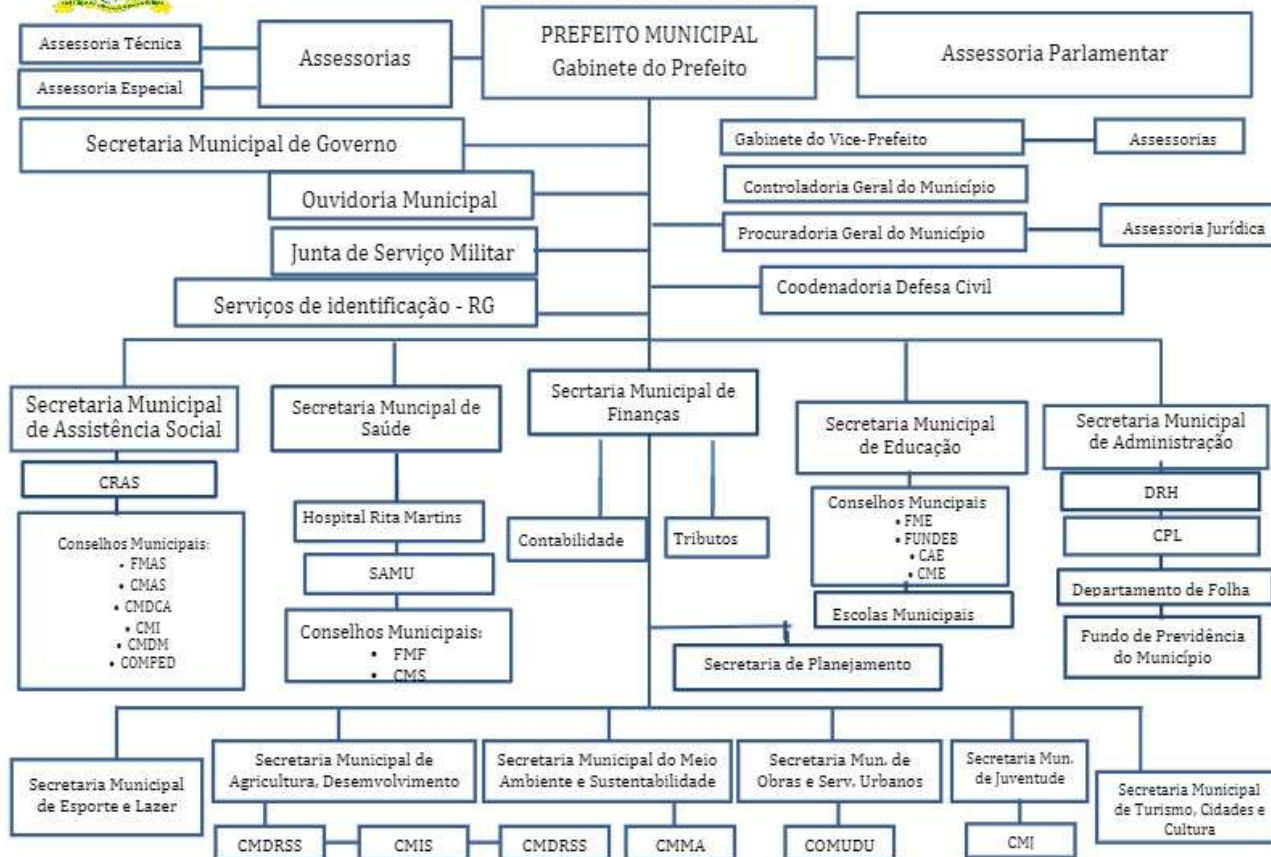 PREFEITO MUNICIPAL
Gabinete do Prefeito
Assessorias
Assessoria Técnica
Assessoria Especial
Assessoria Parlamentar
Secretaria Municipal de Governo
Ouvidoria Municipal
Junta de Serviço Militar
Serviços de identificação - RG
Gabinete do Vice-Prefeito
Assessorias
Controladoria Geral do Município
Procuradoria Geral do Município
Assessoria Jurídica
Coodenadoria Defesa Civil
Secretaria Municipal
de Assistência Social
CRAS
Conselhos Municipais:
• FMAS
• CMAS
• CMDCA
• CMI
• CMDM
• COMPED
Secretaria Muncipal de
Saúde
Hospital Rita Martins
SAMU
Conselhos Municipais:
• FMF
• CMS
Secrtaria Municipal de
Finanças
Contabilidade
Tributos
Secretaria Municipal
de Educação
Conselhos Muncipais
• FME
• FUNDEB
• CAE
• CME
Escolas Municipais
Secretaria Municipal
de Administração
DRH
CPL
Departamento de Folha
Fundo de Previdência
do Município
Secretaria de Planejamento
Secretaria Municipal
de Esporte e Lazer
Secretaria Municipal de
Agricultura, Desemvolvimento
CMDRSS
CMIS
CMDRSS
Secretaria Municipal do Meio
Ambiente e Sustentabilidade
CMMA
Secretaria Mun. de
Obras e Serv. Urbanos
COMUDU
Secretaria Mun.
de Juventude
CMJ
Secretaria Municipal
de Turismo, Cidades e
Cultura